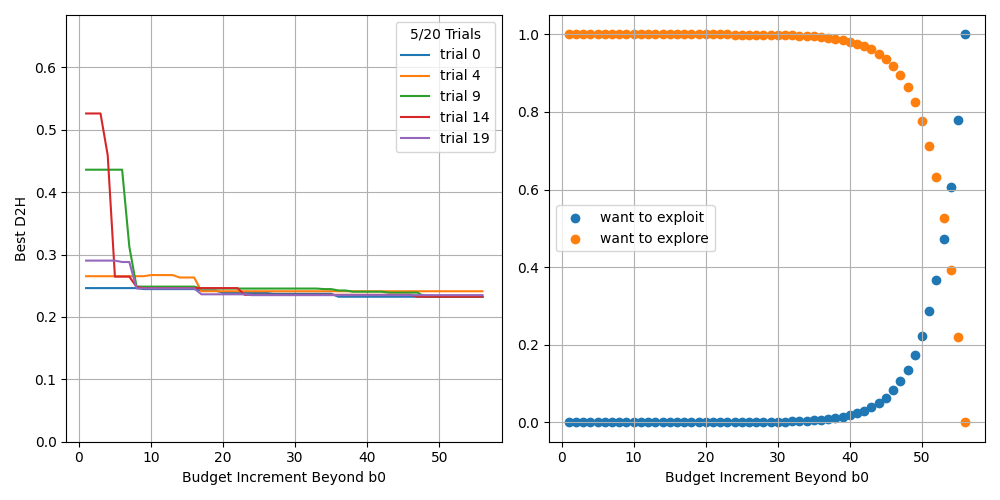 5/20 Trials
trial 0
trial 4
trial 9
trial 14
trial 19
Best D2H
0.6
0.5
0.4
0.3
0.2
0.1
0.0
0 10 20 30 40 50
Budget Increment Beyond b0
want to exploit
want to explore
1.0
0.8
0.6
0.4
0.2
0.0
0 10 20 30 40 50
Budget Increment Beyond b0